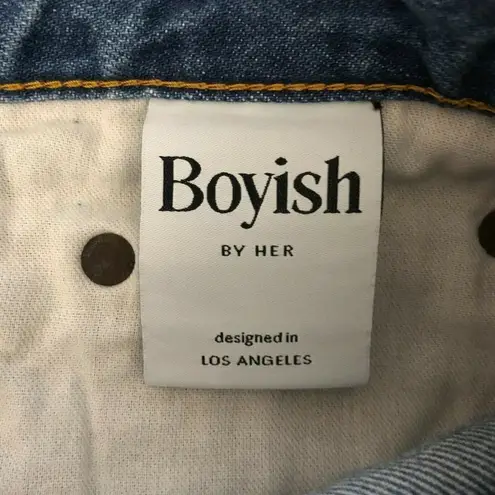 Boyish
BY HER
designed in
LOS ANGELES